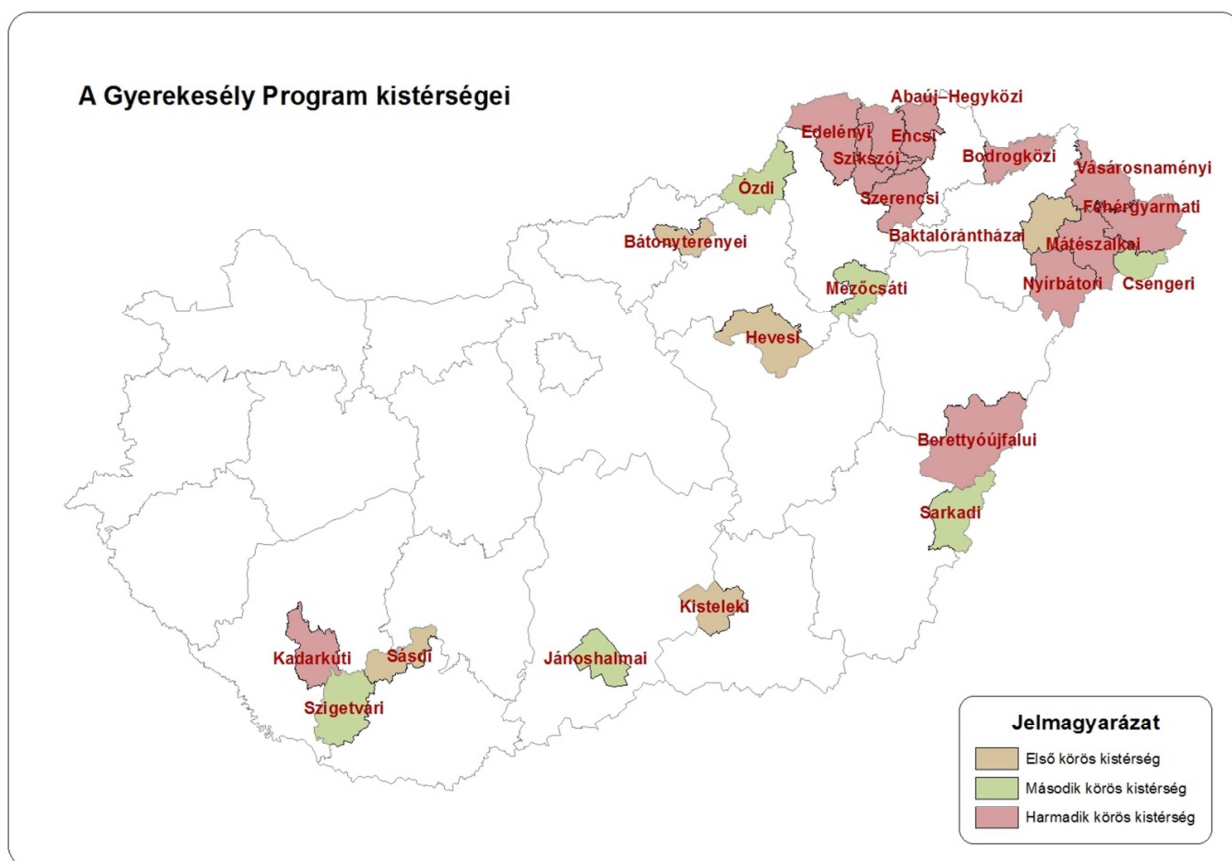 A Gyerekesély Program kistérségei
Abaúj–Hegyközi
Edelényi
Encsi
Szikszói
Bodrogközi
Vásárosnaményi
Ózdi
Szerencsi
Fehérgyarmati
Baktalórántházai
Bátonyterenyei
Mátészalkai
Nyírbátori
Csengeri
Mezőcsáti
Hevesi
Berettyóújfalui
Sarkadi
Kisteleki
Kadarkúti
Sásdi
Jánoshalmai
Szigetvári
Jelmagyarázat
Első körös kistérség
Második körös kistérség
Harmadik körös kistérség